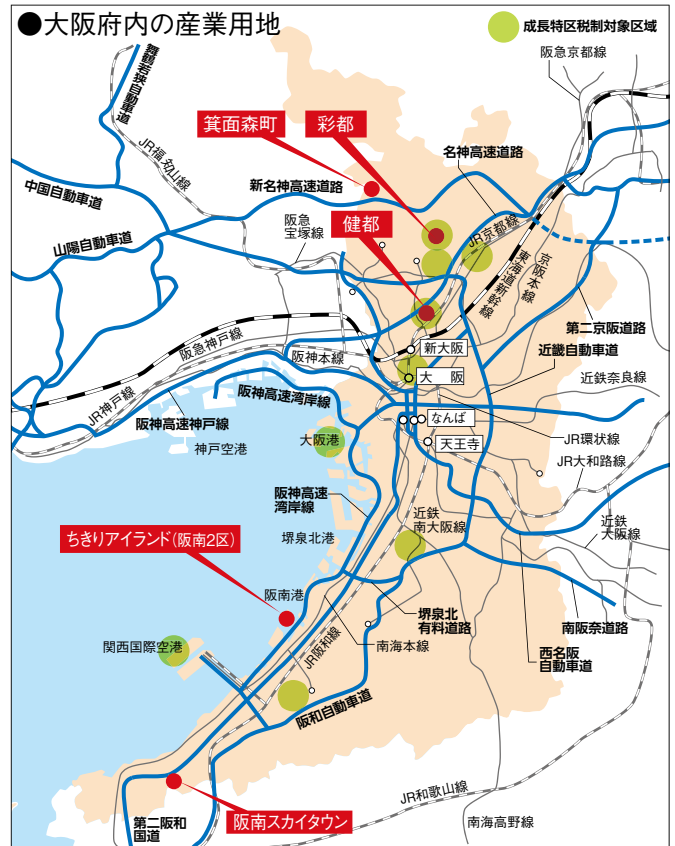 ●大阪府内の産業用地
成長特区税制対象区域
阪急京都線
舞鶴若狭自動車道
JR福知山線
箕面森町
彩都
名神高速道路
中国自動車道
新名神高速道路
山陽自動車道
阪急
宝塚線
健都
JR京都線
京阪本線
東海道新幹線
第二京阪道路
阪急神戸線
阪神本線
新大阪
近畿自動車道
大　阪
近鉄奈良線
JR神戸線
阪神高速神戸線
阪神高速湾岸線
神戸空港
大阪港
なんば
天王寺
JR環状線
JR大和路線
阪神高速
湾岸線
近鉄
南大阪線
近鉄
大阪線
堺泉北港
ちきりアイランド(阪南2区)
阪南港
堺泉北
有料道路
南阪奈道路
関西国際空港
JR阪和線
南海本線
西名阪
自動車道
阪和自動車道
JR和歌山線
第二阪和
国道
阪南スカイタウン
南海高野線